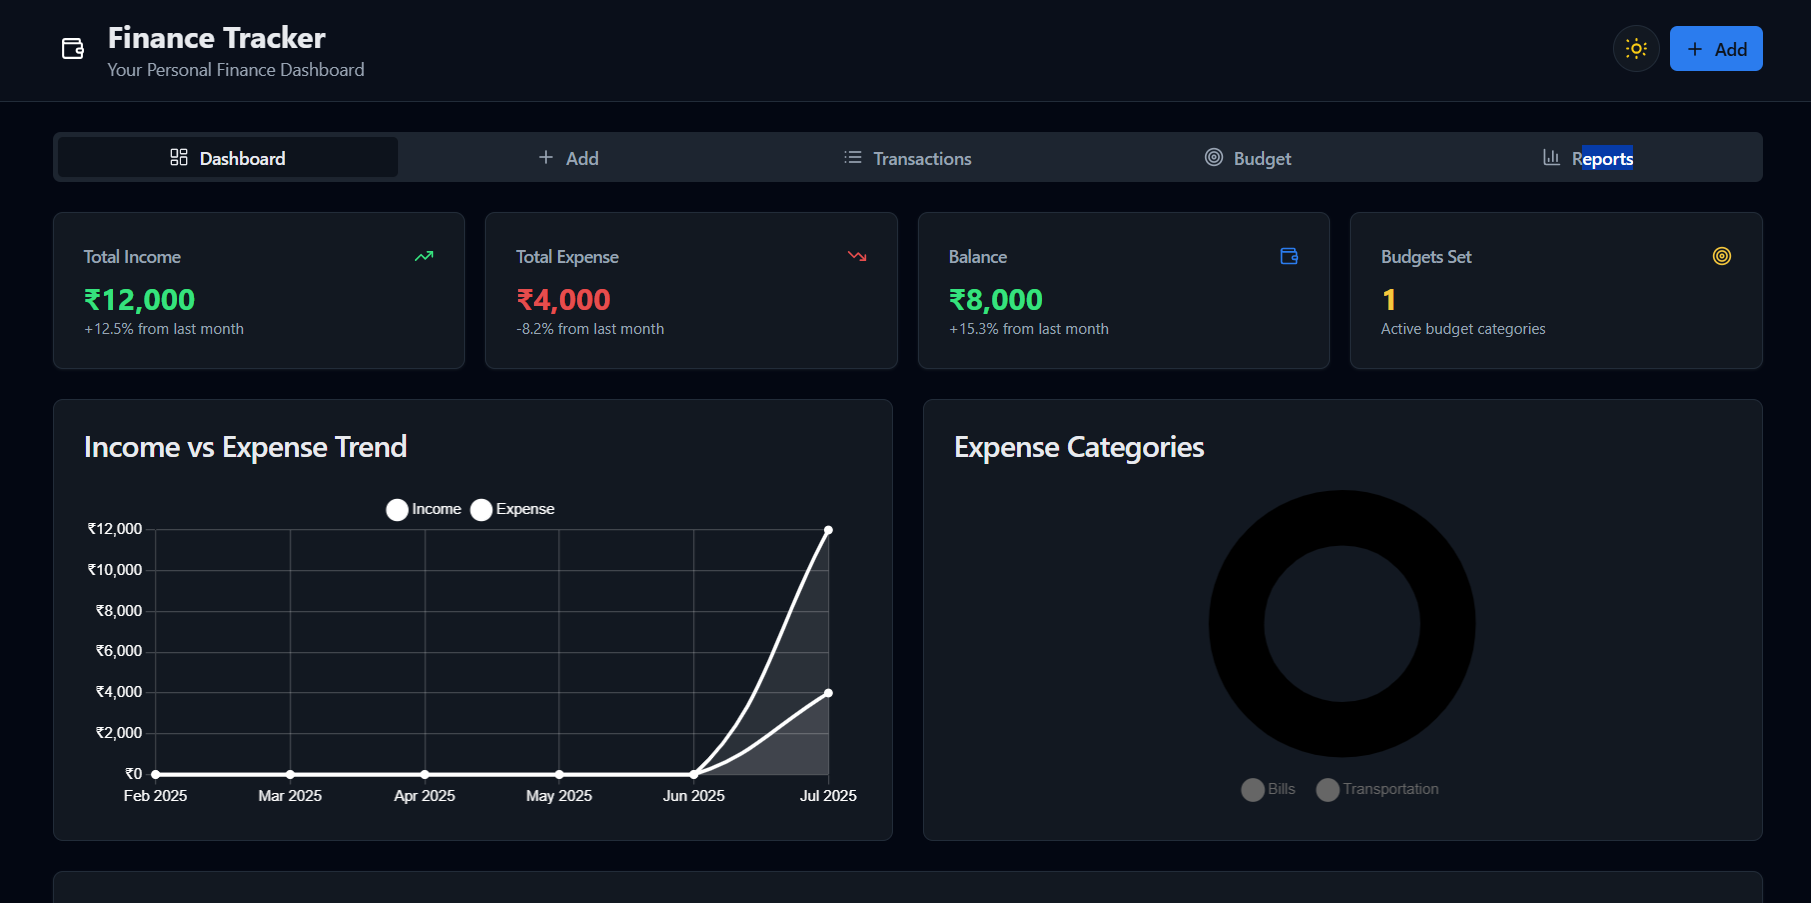 Finance Tracker
Your Personal Finance Dashboard
Add
Dashboard
Add
Transactions
Budget
Reports
Total Income
₹12,000
+12.5% from last month
Total Expense
₹4,000
-8.2% from last month
Balance
₹8,000
+15.3% from last month
Budgets Set
1
Active budget categories
Income vs Expense Trend
Income Expense
₹12,000
₹10,000
₹8,000
₹6,000
₹4,000
₹2,000
₹0
Feb 2025 Mar 2025 Apr 2025 May 2025 Jun 2025 Jul 2025
Expense Categories
Bills Transportation